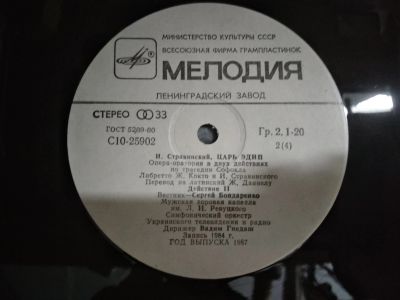 МИНИСТЕРСТВО КУЛЬТУРЫ СССР
ВСЕСОЮЗНАЯ ФИРМА ГРАМПЛАСТИНОК
МЕЛОДИЯ
ЛЕНИНГРАДСКИЙ ЗАВОД
СТЕРЕО 33
ГОСТ 5289-80
С10-25902
Гр. 2. 1-20
2(4)
И. Стравинский. ЦАРЬ ЭДИП
Опера-оратория в двух действиях
по трагедии Софокла
Либретто Ж. Кокто и И. Стравинского
Перевод на латинский Ж. Даниэлу
Действие II
Вестник—Сергей Бондаренко
Мужская хоровая капелла
им. Л. Н. Ревуцкого
Симфонический оркестр
Украинского телевидения и радио
Дирижер Вадим Гнедаш
Запись 1984 г.
ГОД ВЫПУСКА 1987